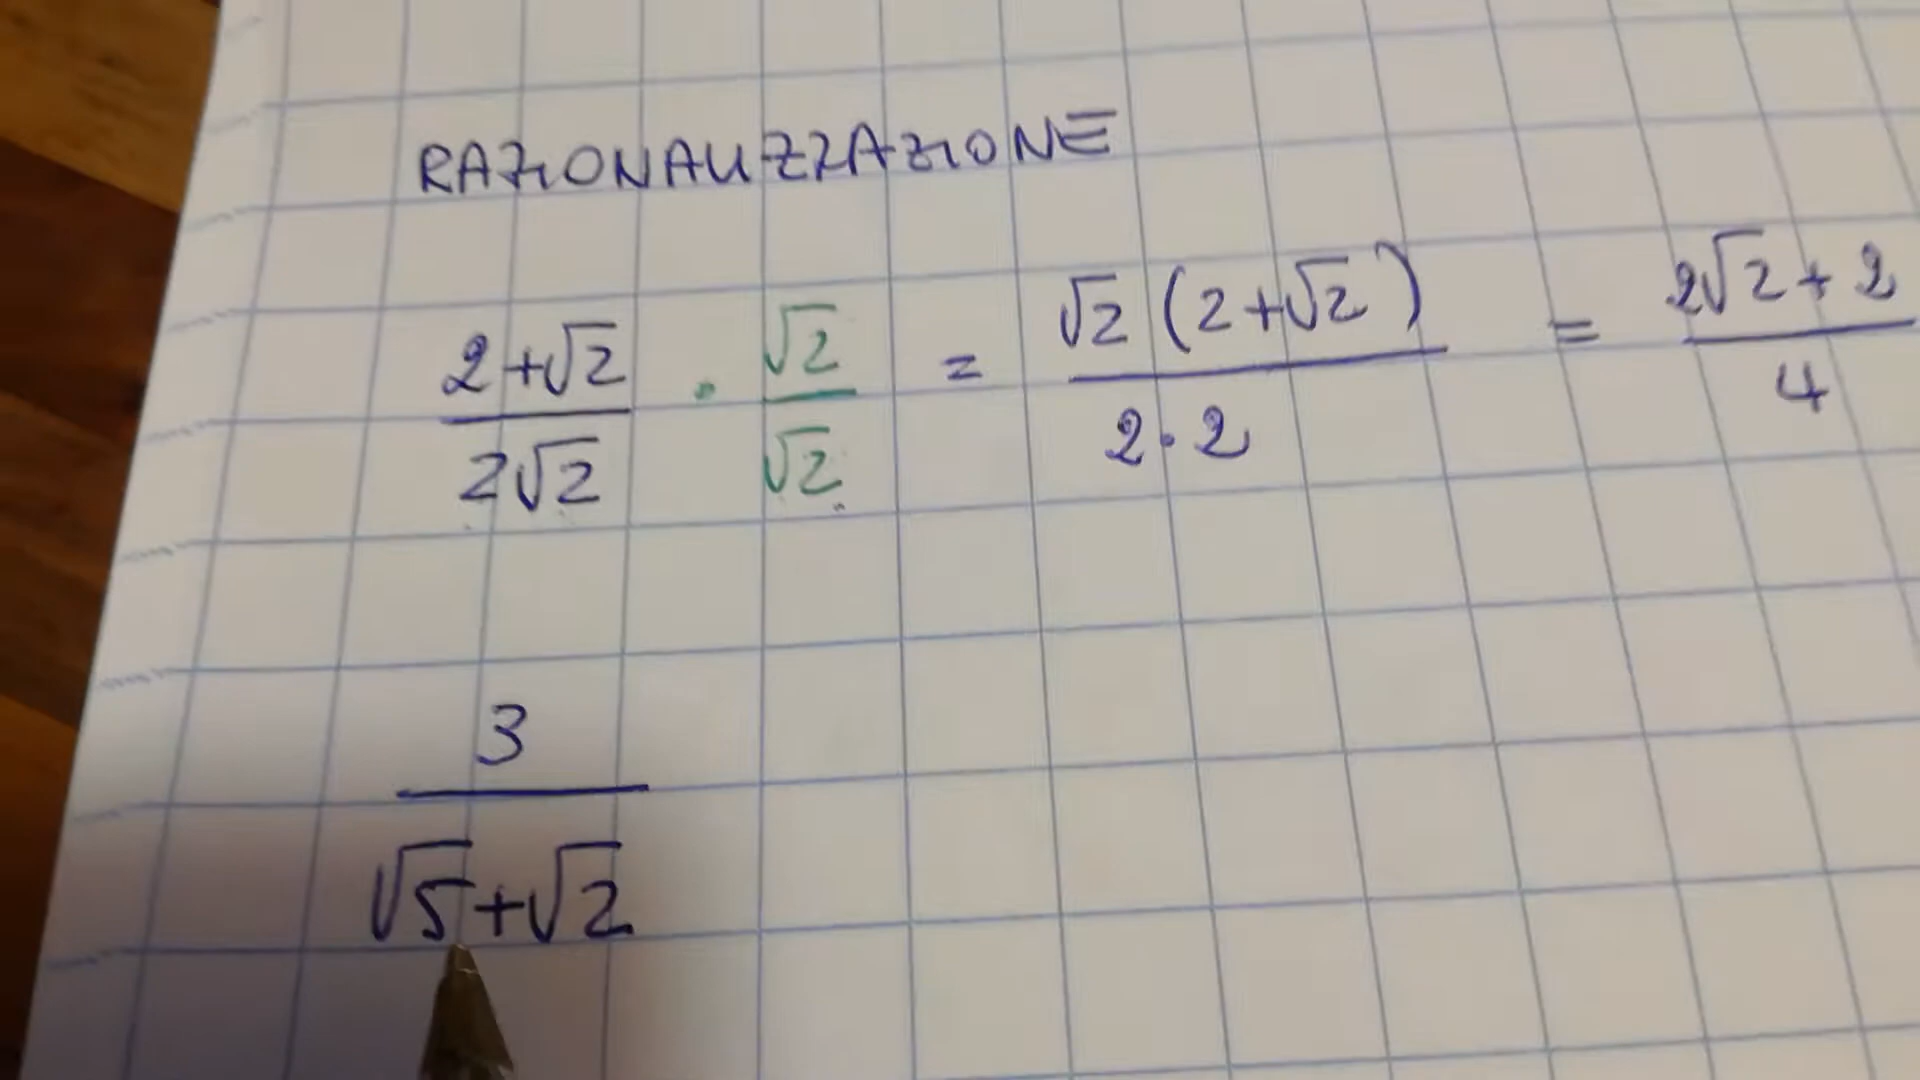 RAZIONALIZZAZIONE
2+√2 / 2√2 · √2 / √2 = √2 (2+√2) / 2·2 = 2√2+2 / 4
3 / √5+√2